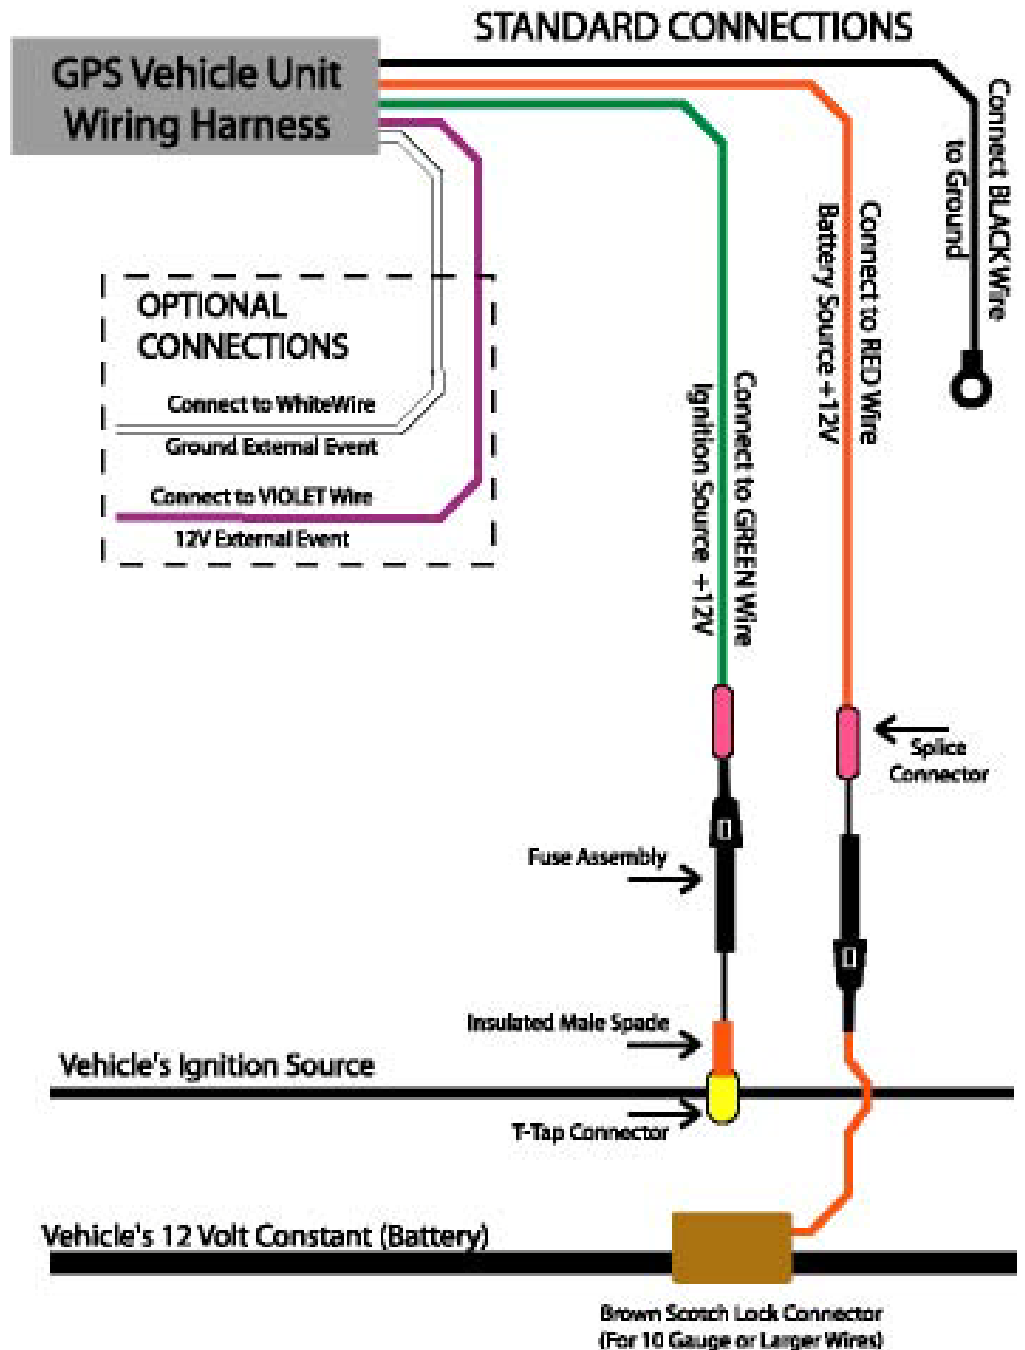 STANDARD CONNECTIONS
GPS Vehicle Unit
Wiring Harness
Connect BLACK Wire
to Ground
Connect to RED Wire
Battery Source +12V
OPTIONAL
CONNECTIONS
Connect to WhiteWire
Ground External Event
Connect to VIOLET Wire
12V External Event
Connect to GREEN Wire
Ignition Source +12V
Splice
Connector
Fuse Assembly
Insulated Male Spade
Vehicle's Ignition Source
T-Tap Connector
Vehicle's 12 Volt Constant (Battery)
Brown Scotch Lock Connector
(For 10 Gauge or Larger Wires)